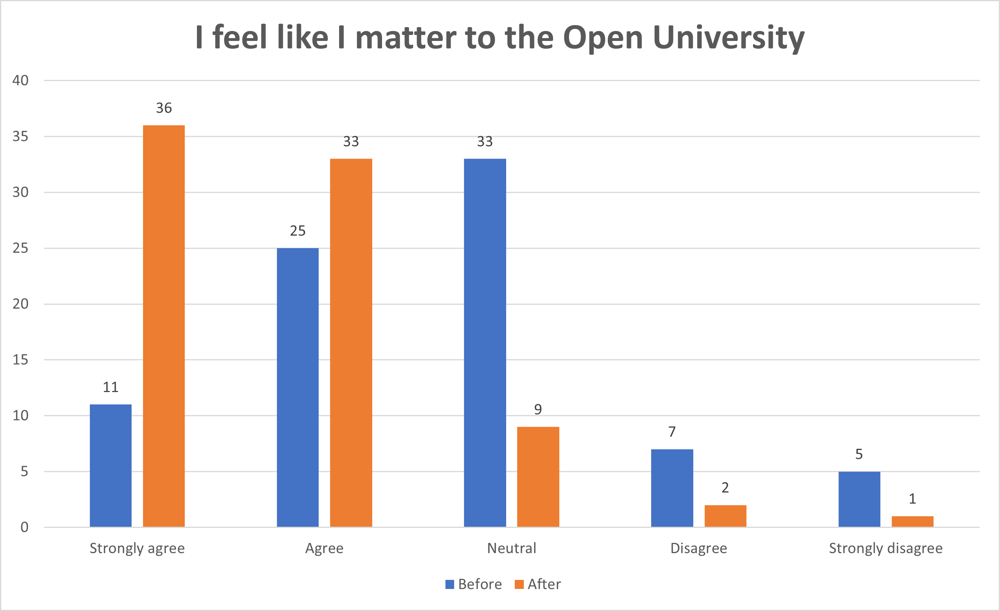 I feel like I matter to the Open University
40
35
30
25
20
15
10
5
0
11
36
25
33
33
9
7
2
5
1
Strongly agree
Agree
Neutral
Disagree
Strongly disagree
Before
After